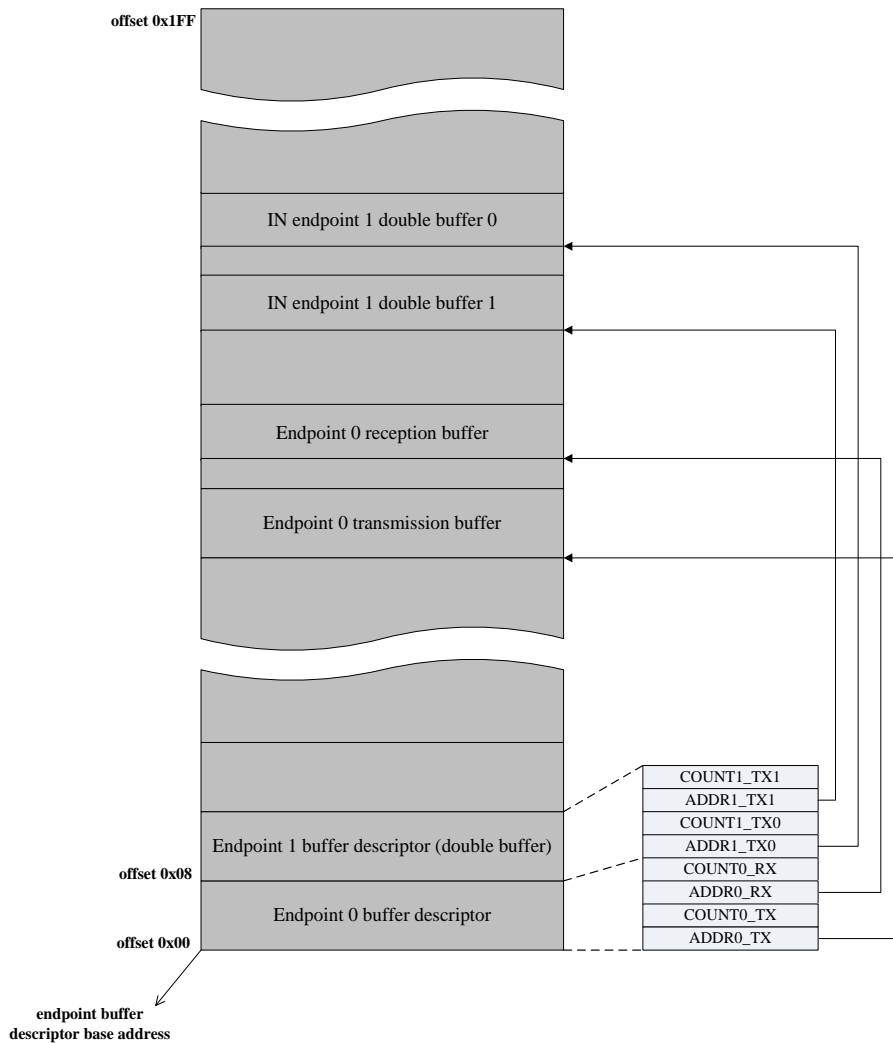 offset 0x1FF
IN endpoint 1 double buffer 0
IN endpoint 1 double buffer 1
Endpoint 0 reception buffer
Endpoint 0 transmission buffer
COUNT1_TX1
ADDR1_TX1
COUNT1_TX0
ADDR1_TX0
COUNT0_RX
ADDR0_RX
COUNT0_TX
ADDR0_TX
Endpoint 1 buffer descriptor (double buffer)
offset 0x08
Endpoint 0 buffer descriptor
offset 0x00
endpoint buffer
descriptor base address